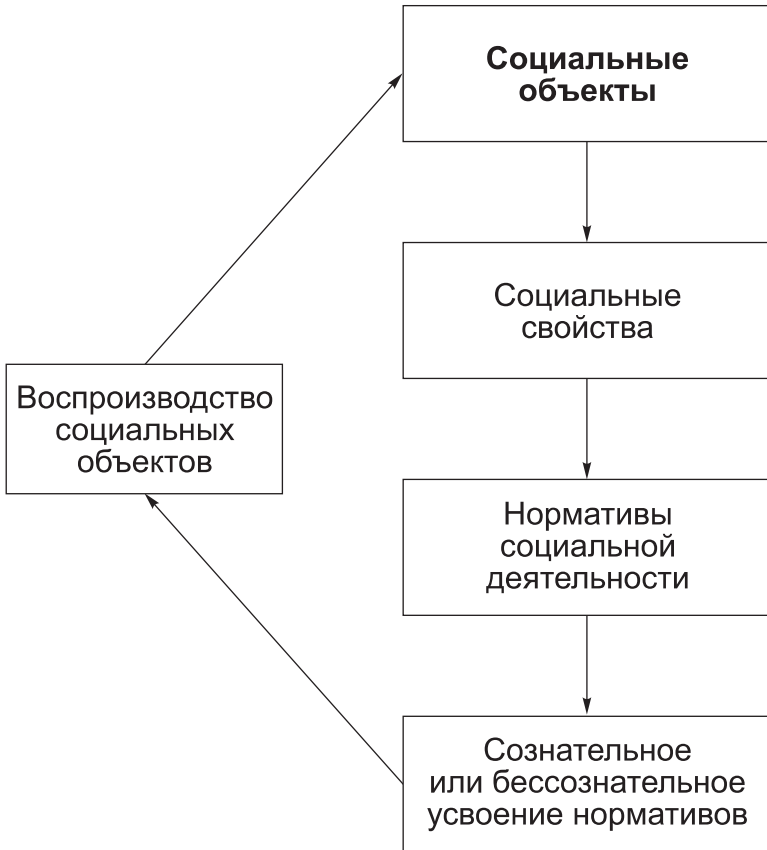 Социальные
объекты
Социальные
свойства
Воспроизводство
социальных
объектов
Нормативы
социальной
деятельности
Сознательное
или бессознательное
усвоение нормативов